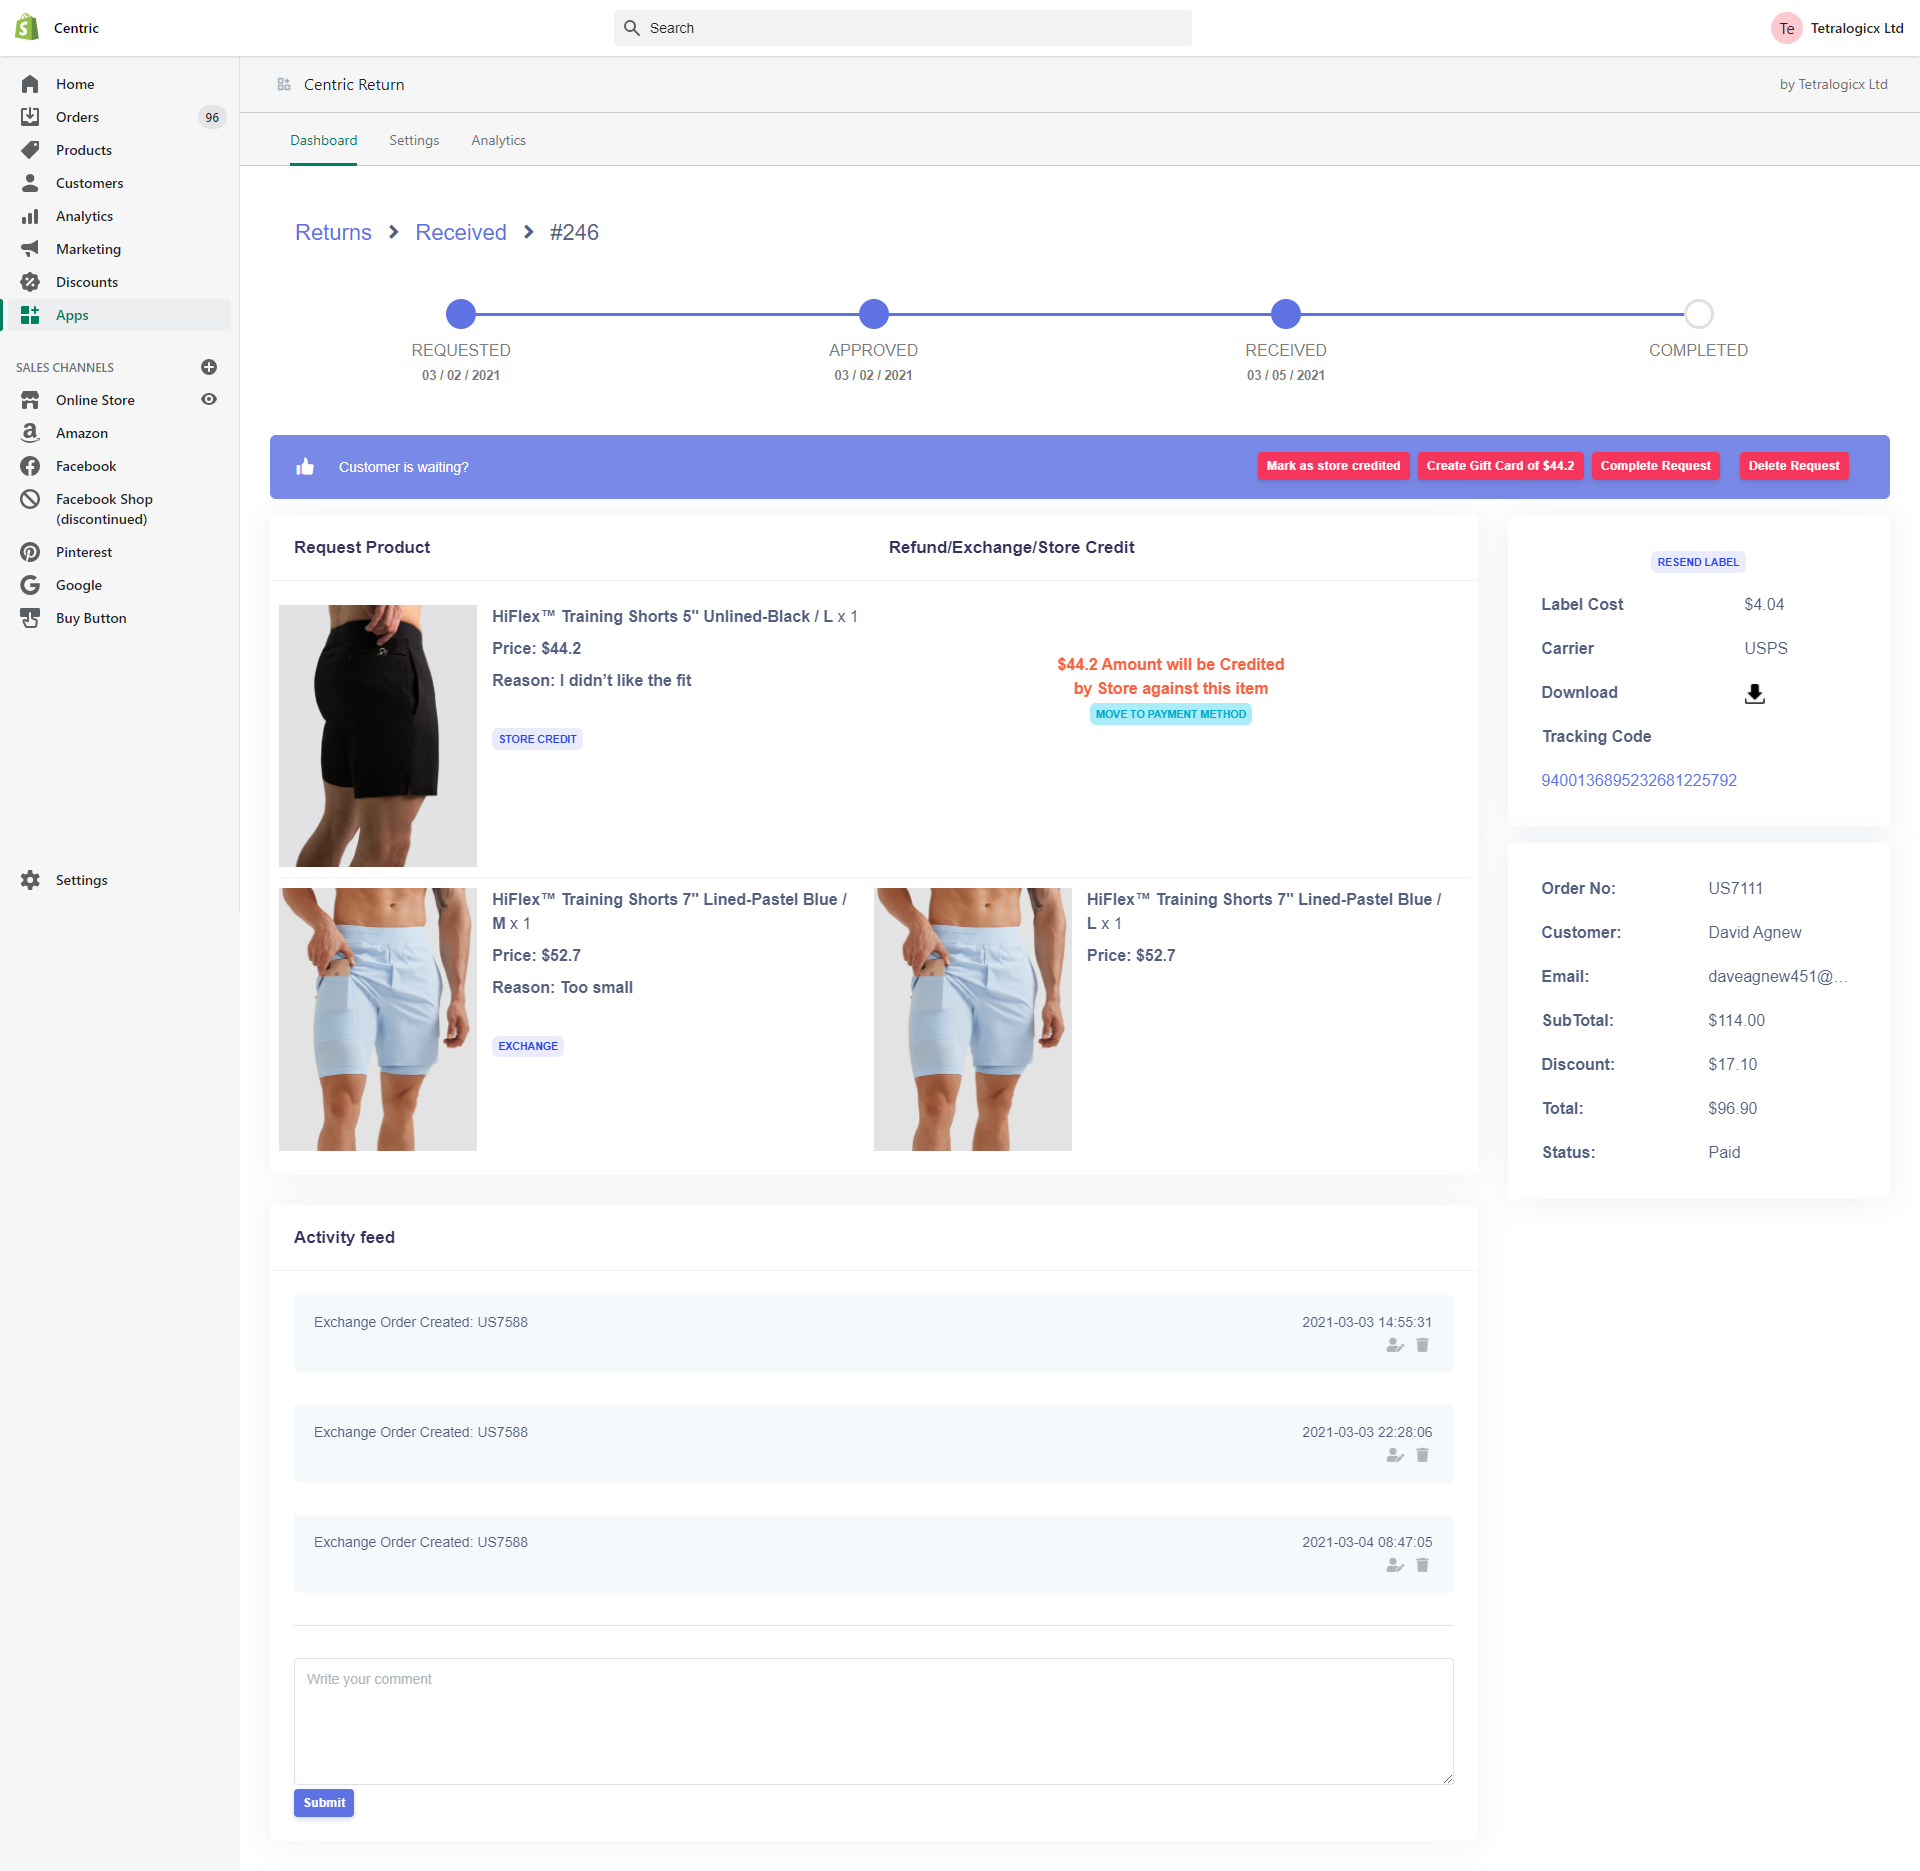 Centric
Search
Te
Tetralogicx Ltd
Home
Orders
96
Products
Customers
Analytics
Marketing
Discounts
Apps
SALES CHANNELS
Online Store
Amazon
Facebook
Facebook Shop
(discontinued)
Pinterest
Google
Buy Button
Settings
Centric Return
by Tetralogicx Ltd
Dashboard
Settings
Analytics
Returns > Received > #246
REQUESTED
03 / 02 / 2021
APPROVED
03 / 02 / 2021
RECEIVED
03 / 05 / 2021
COMPLETED
Customer is waiting?
Mark as store credited
Create Gift Card of $44.2
Complete Request
Delete Request
Request Product
Refund/Exchange/Store Credit
HiFlex™ Training Shorts 5" Unlined-Black / L x 1
Price: $44.2
Reason: I didn’t like the fit
STORE CREDIT
$44.2 Amount will be Credited
by Store against this item
MOVE TO PAYMENT METHOD
HiFlex™ Training Shorts 7" Lined-Pastel Blue /
M x 1
Price: $52.7
Reason: Too small
EXCHANGE
HiFlex™ Training Shorts 7" Lined-Pastel Blue /
L x 1
Price: $52.7
RESEND LABEL
Label Cost $4.04
Carrier USPS
Download
Tracking Code
9400136895232681225792
Order No: US7111
Customer: David Agnew
Email: daveagnew451@...
SubTotal: $114.00
Discount: $17.10
Total: $96.90
Status: Paid
Activity feed
Exchange Order Created: US7588
2021-03-03 14:55:31
Exchange Order Created: US7588
2021-03-03 22:28:06
Exchange Order Created: US7588
2021-03-04 08:47:05
Write your comment
Submit